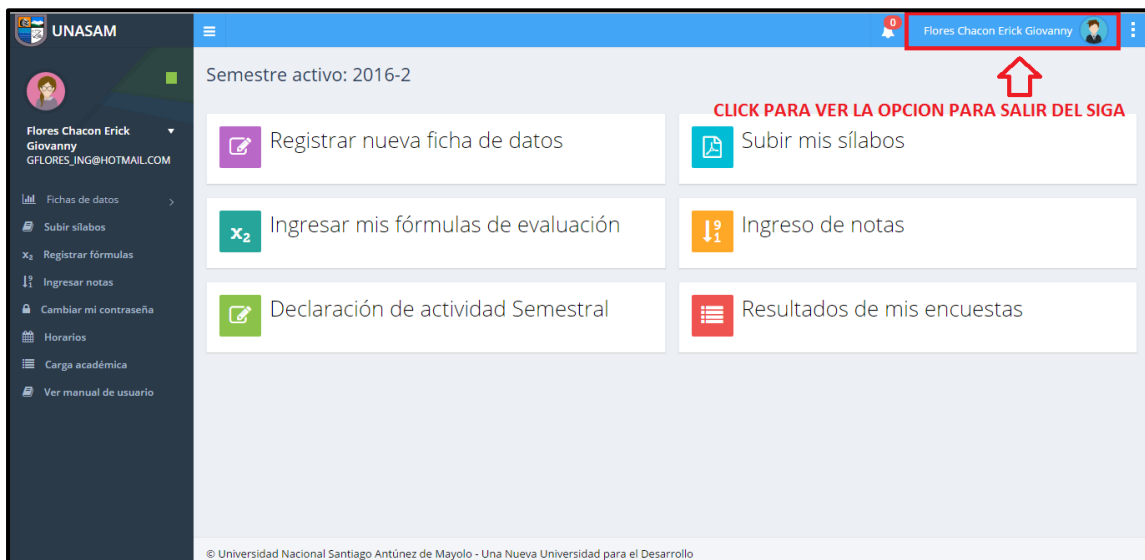 UNASAM
0
Flores Chacon Erick Giovanny
Semestre activo: 2016-2
CLICK PARA VER LA OPCION PARA SALIR DEL SIGA
Flores Chacon Erick
Giovanny
GFLORES_ING@HOTMAIL.COM
Fichas de datos
Subir sílabos
x₂ Registrar fórmulas
Ingresar notas
Cambiar mi contraseña
Horarios
Carga académica
Ver manual de usuario
Registrar nueva ficha de datos
Subir mis sílabos
x₂ Ingresar mis fórmulas de evaluación
Ingreso de notas
Declaración de actividad Semestral
Resultados de mis encuestas
© Universidad Nacional Santiago Antúnez de Mayolo - Una Nueva Universidad para el Desarrollo